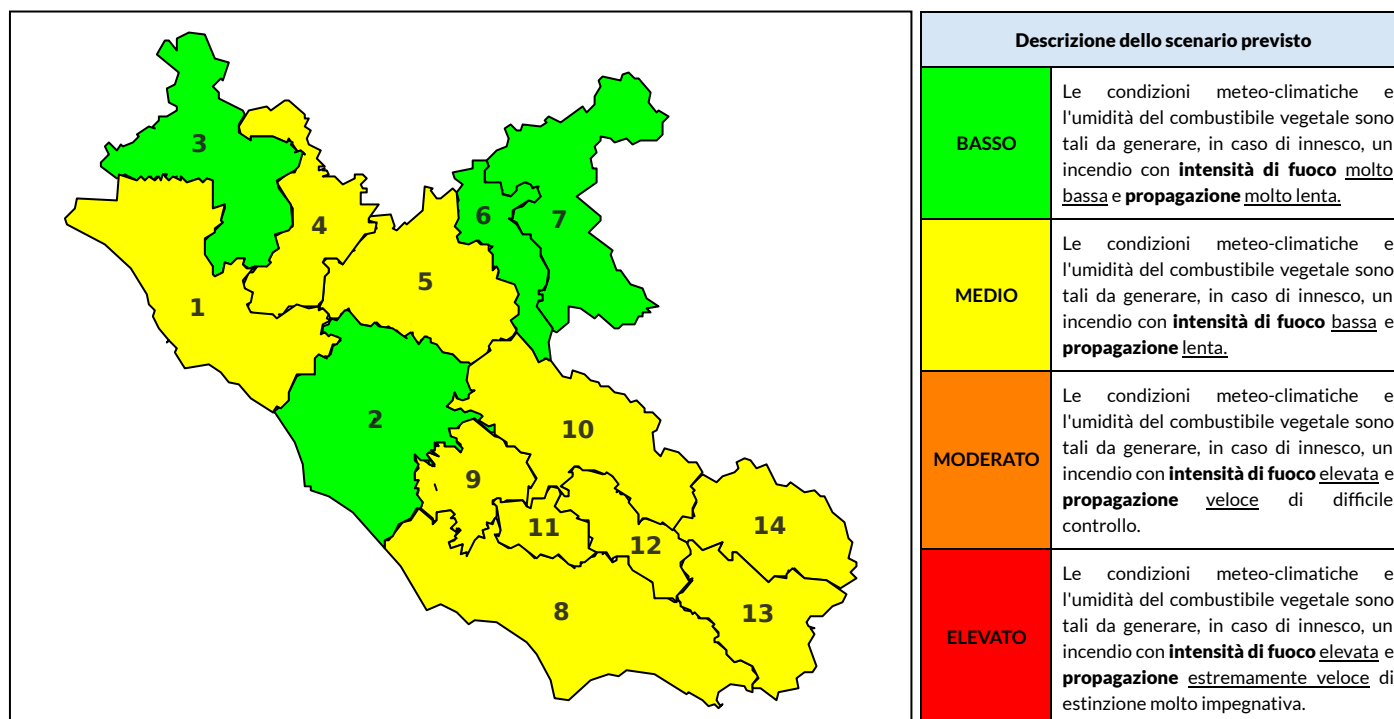 3
4
6
7
5
1
2
10
9
11
12
14
8
13
Descrizione dello scenario previsto
BASSO
Le condizioni meteo-climatiche e
l'umidità del combustibile vegetale sono
tali da generare, in caso di innesco, un
incendio con intensità di fuoco molto
bassa e propagazione molto lenta.
MEDIO
Le condizioni meteo-climatiche e
l'umidità del combustibile vegetale sono
tali da generare, in caso di innesco, un
incendio con intensità di fuoco bassa e
propagazione lenta.
MODERATO
Le condizioni meteo-climatiche e
l'umidità del combustibile vegetale sono
tali da generare, in caso di innesco, un
incendio con intensità di fuoco elevata e
propagazione veloce di difficile
controllo.
ELEVATO
Le condizioni meteo-climatiche e
l'umidità del combustibile vegetale sono
tali da generare, in caso di innesco, un
incendio con intensità di fuoco elevata e
propagazione estremamente veloce di
estinzione molto impegnativa.